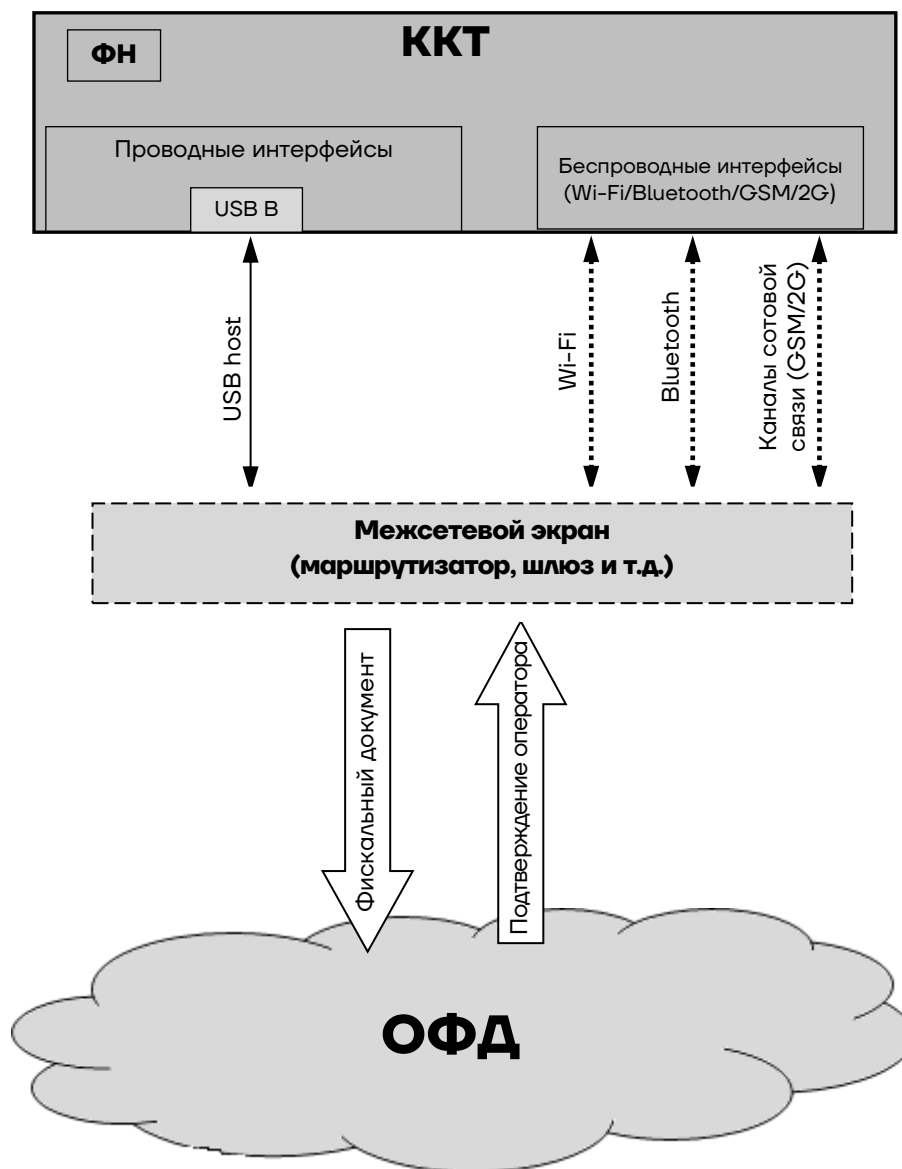 ККТ
ФН
Проводные интерфейсы
USB B
Беспроводные интерфейсы
(Wi-Fi/Bluetooth/GSM/2G)
USB host
Wi-Fi
Bluetooth
Каналы сотовой
связи (GSM/2G)
Межсетевой экран
(маршрутизатор, шлюз и т.д.)
Фискальный документ
Подтверждение оператора
ОФД